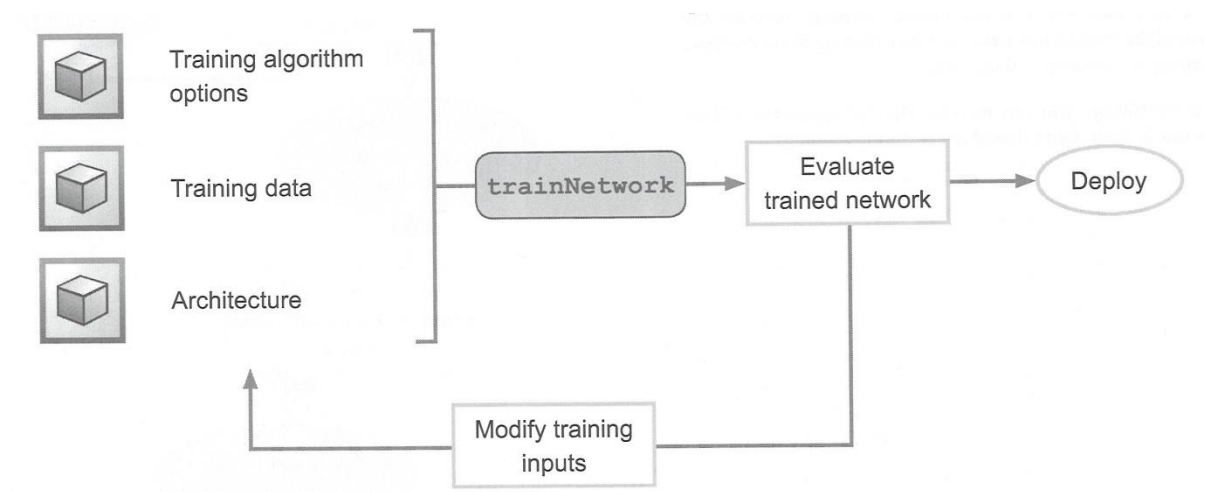 Training algorithm
options
Training data
Architecture
trainNetwork
Evaluate
trained network
Deploy
Modify training
inputs